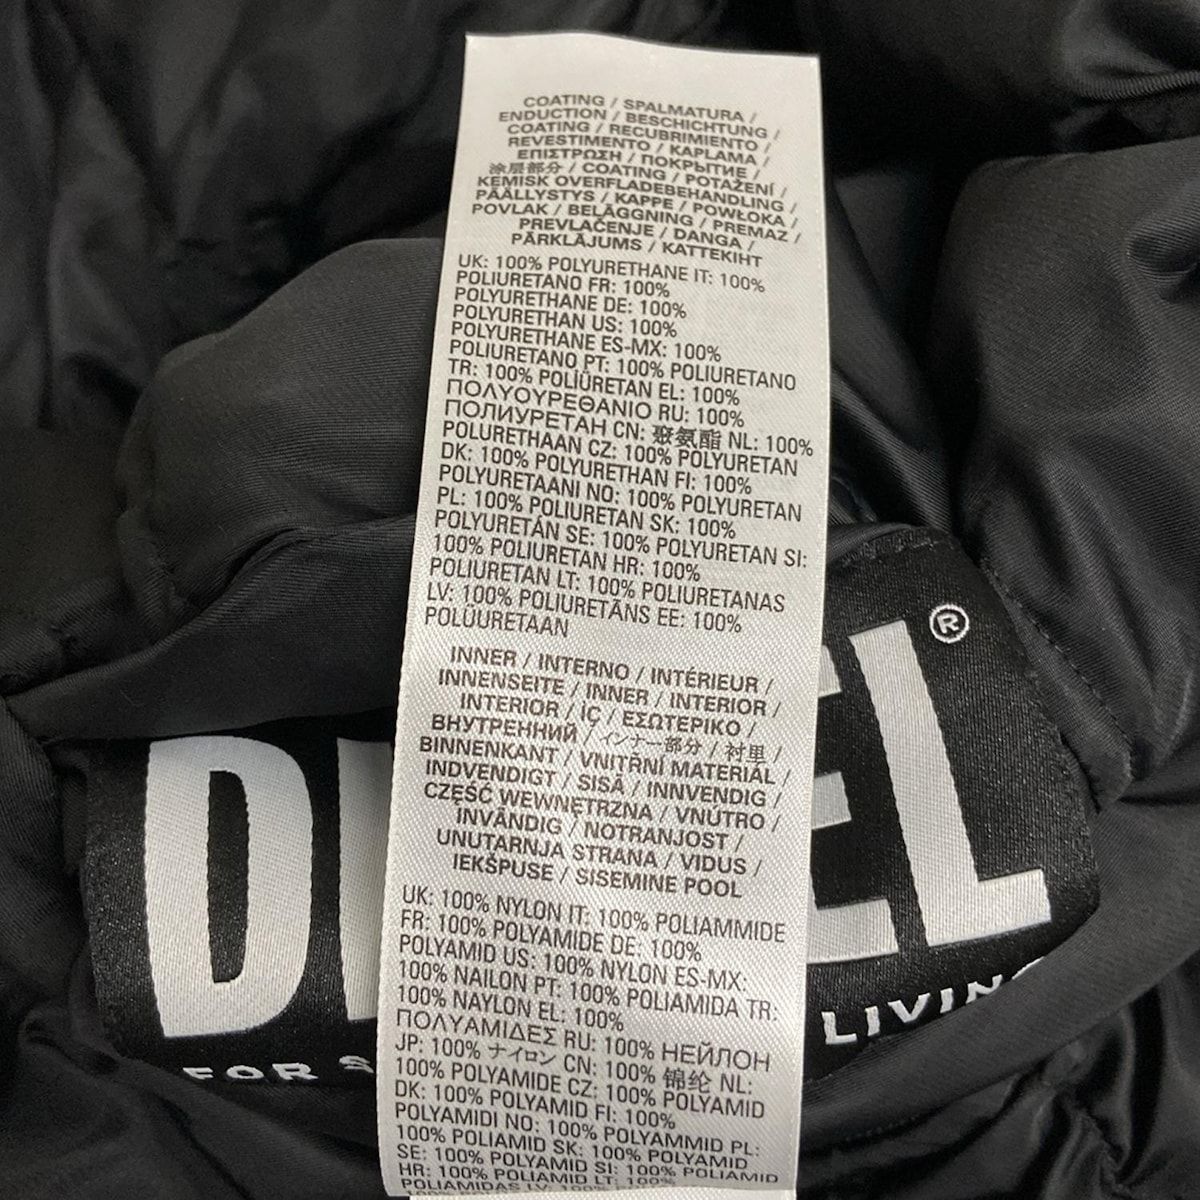 COATING / SPALMATURA /
ENDUCTION / BESCHICHTUNG /
COATING / RECUBRIMIENTO /
REVESTIMENTO / KAPLAMA /
ΕΠΙΣΤΡΩΣΗ / ПОКРЫТИЕ /
涂层部分 / COATING / POTAŽENÍ /
KEMISK OVERFLADEBEHANDLING /
PÄÄLLYSTYS / KAPPE / POWŁOKA /
POVLAK / BELÄGGNING / PREMAZ /
PREVLAČENJE / DANGA /
PĀRKLĀJUMS / KATTEKIHT
UK: 100% POLYURETHANE IT: 100%
POLIURETANO FR: 100%
POLYURETHANE DE: 100%
POLYURETHAN US: 100%
POLYURETHANE ES-MX: 100%
POLIURETANO PT: 100% POLIURETANO
TR: 100% POLİÜRETAN EL: 100%
ΠΟΛΥΟΥΡΕΘΑΝΙΟ RU: 100%
ПОЛИУРЕТАН CN: 聚氨酯 NL: 100%
POLURETHAAN CZ: 100% POLYURETAN
DK: 100% POLYURETHAN FI: 100%
POLYURETAANI NO: 100% POLYURETAN
PL: 100% POLIURETAN SK: 100%
POLYURETÁN SE: 100% POLYURETAN SI:
100% POLIURETAN HR: 100%
POLIURETAN LT: 100% POLIURETANAS
LV: 100% POLIURETĀNS EE: 100%
POLÜURETAAN
INNER / INTERNO / INTÉRIEUR /
INNENSEITE / INNER / INTERIOR /
INTERIOR / İÇ / ΕΣΩΤΕΡΙΚΟ /
ВНУТРЕННИЙ / インナー部分 / 衬里 /
BINNENKANT / VNITŘNÍ MATERIÁL /
INDVENDIGT / SISÄ / INNVENDIG /
CZĘŚĆ WEWNĘTRZNA / VNÚTRO /
INVÄNDIG / NOTRANJOST /
UNUTARNJA STRANA / VIDUS /
IEKŠPUSE / SISEMINE POOL
UK: 100% NYLON IT: 100% POLIAMMIDE
FR: 100% POLYAMIDE DE: 100%
POLYAMID US: 100% NYLON ES-MX:
100% NAILON PT: 100% POLIAMIDA TR:
100% NAYLON EL: 100%
ΠΟΛΥΑΜΙΔΕΣ RU: 100% НЕЙЛОН
JP: 100% ナイロン CN: 100% 锦纶 NL:
100% POLYAMIDE CZ: 100% POLYAMID
DK: 100% POLYAMID FI: 100%
POLYAMIDI NO: 100% POLYAMMID PL:
100% POLIAMID SK: 100% POLYAMID
SE: 100% POLYAMID SI: 100% POLIAMID
HR: 100% POLIAMID LT: 100%
POLIAMIDAS LV: 100%
DI EL ®
FOR S LIVING